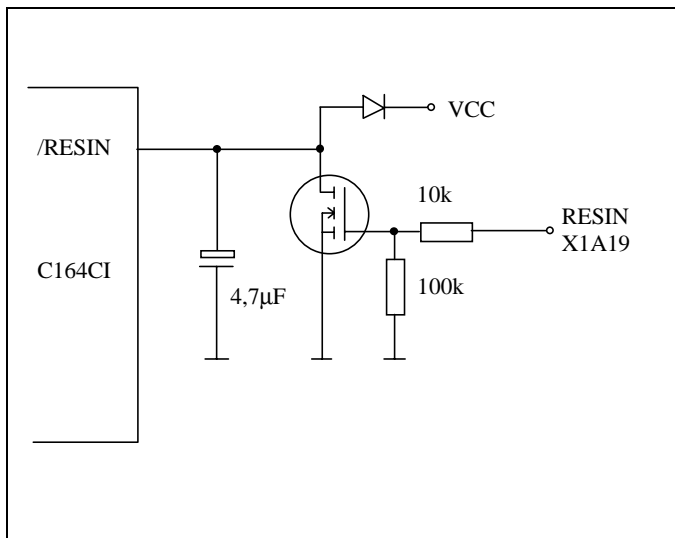 VCC
/RESIN
10k
RESIN
X1A19
C164CI
4,7µF
100k